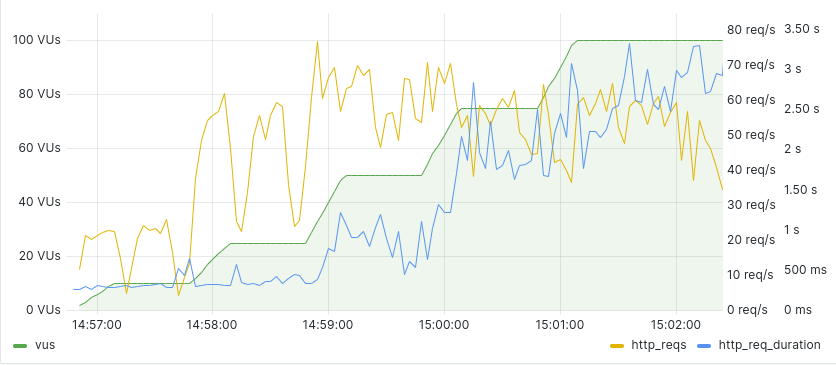 100 VUs
80 VUs
60 VUs
40 VUs
20 VUs
0 VUs
80 req/s
70 req/s
60 req/s
50 req/s
40 req/s
30 req/s
20 req/s
10 req/s
0 req/s
3.50 s
3 s
2.50 s
2 s
1.50 s
1 s
500 ms
0 ms
14:57:00 14:58:00 14:59:00 15:00:00 15:01:00 15:02:00
vus http_reqs http_req_duration